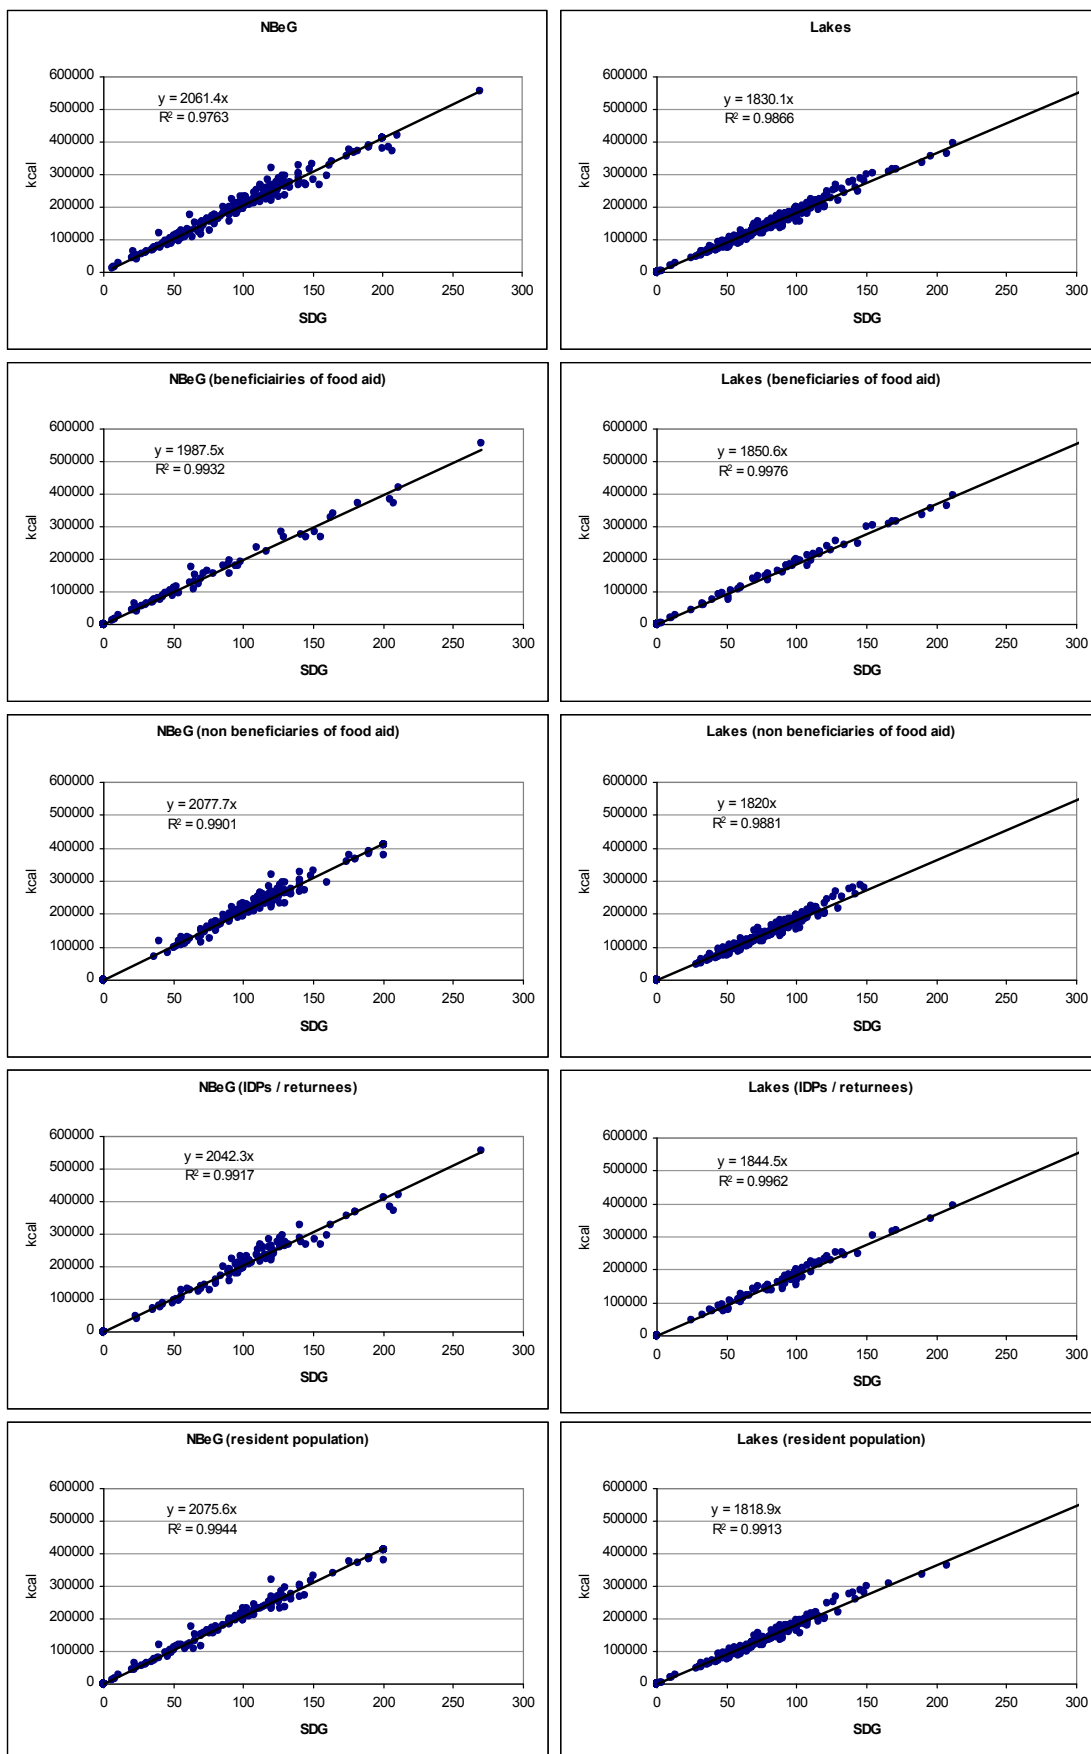 NBeG
600000
500000
400000
300000
200000
100000
0
kcal
y = 2061.4x
R² = 0.9763
0 50 100 150 200 250 300
SDG
Lakes
600000
500000
400000
300000
200000
100000
0
kcal
y = 1830.1x
R² = 0.9866
0 50 100 150 200 250 300
SDG
NBeG (beneficiairies of food aid)
600000
500000
400000
300000
200000
100000
0
kcal
y = 1987.5x
R² = 0.9932
0 50 100 150 200 250 300
SDG
Lakes (beneficiaries of food aid)
600000
500000
400000
300000
200000
100000
0
kcal
y = 1850.6x
R² = 0.9976
0 50 100 150 200 250 300
SDG
NBeG (non beneficiaries of food aid)
600000
500000
400000
300000
200000
100000
0
kcal
y = 2077.7x
R² = 0.9901
0 50 100 150 200 250 300
SDG
Lakes (non beneficiaries of food aid)
600000
500000
400000
300000
200000
100000
0
kcal
y = 1820x
R² = 0.9881
0 50 100 150 200 250 300
SDG
NBeG (IDPs / returnees)
600000
500000
400000
300000
200000
100000
0
kcal
y = 2042.3x
R² = 0.9917
0 50 100 150 200 250 300
SDG
Lakes (IDPs / returnees)
600000
500000
400000
300000
200000
100000
0
kcal
y = 1844.5x
R² = 0.9962
0 50 100 150 200 250 300
SDG
NBeG (resident population)
600000
500000
400000
300000
200000
100000
0
kcal
y = 2075.6x
R² = 0.9944
0 50 100 150 200 250 300
SDG
Lakes (resident population)
600000
500000
400000
300000
200000
100000
0
kcal
y = 1818.9x
R² = 0.9913
0 50 100 150 200 250 300
SDG